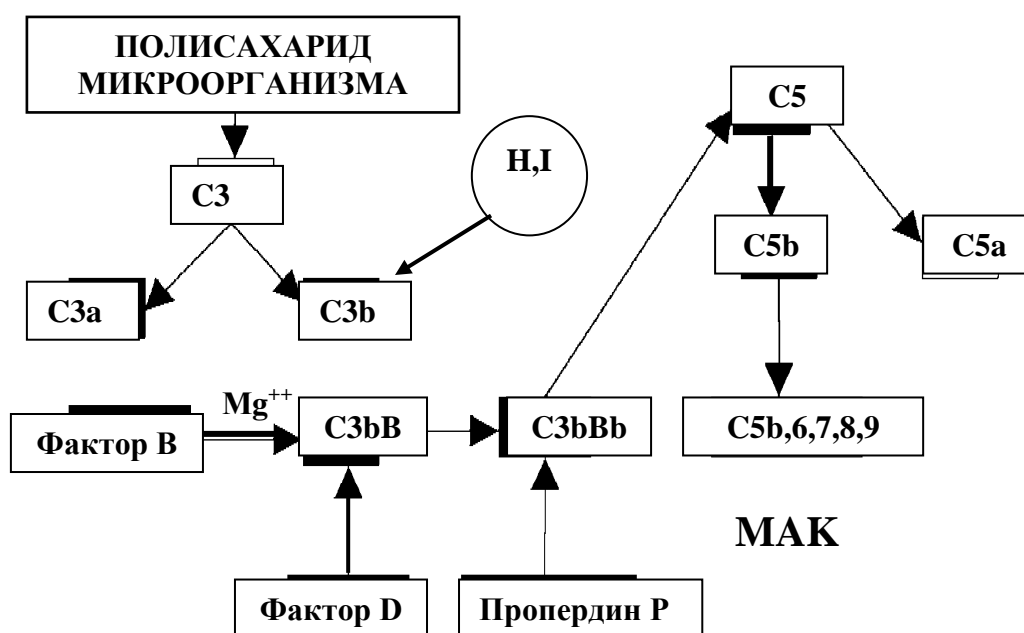 ПОЛИСАХАРИД
МИКРООРГАНИЗМА
C5
H,I
C3
C5b
C5a
C3a
C3b
Mg++
Фактор В
C3bB
C3bBb
C5b,6,7,8,9
МАК
Фактор D
Пропердин Р